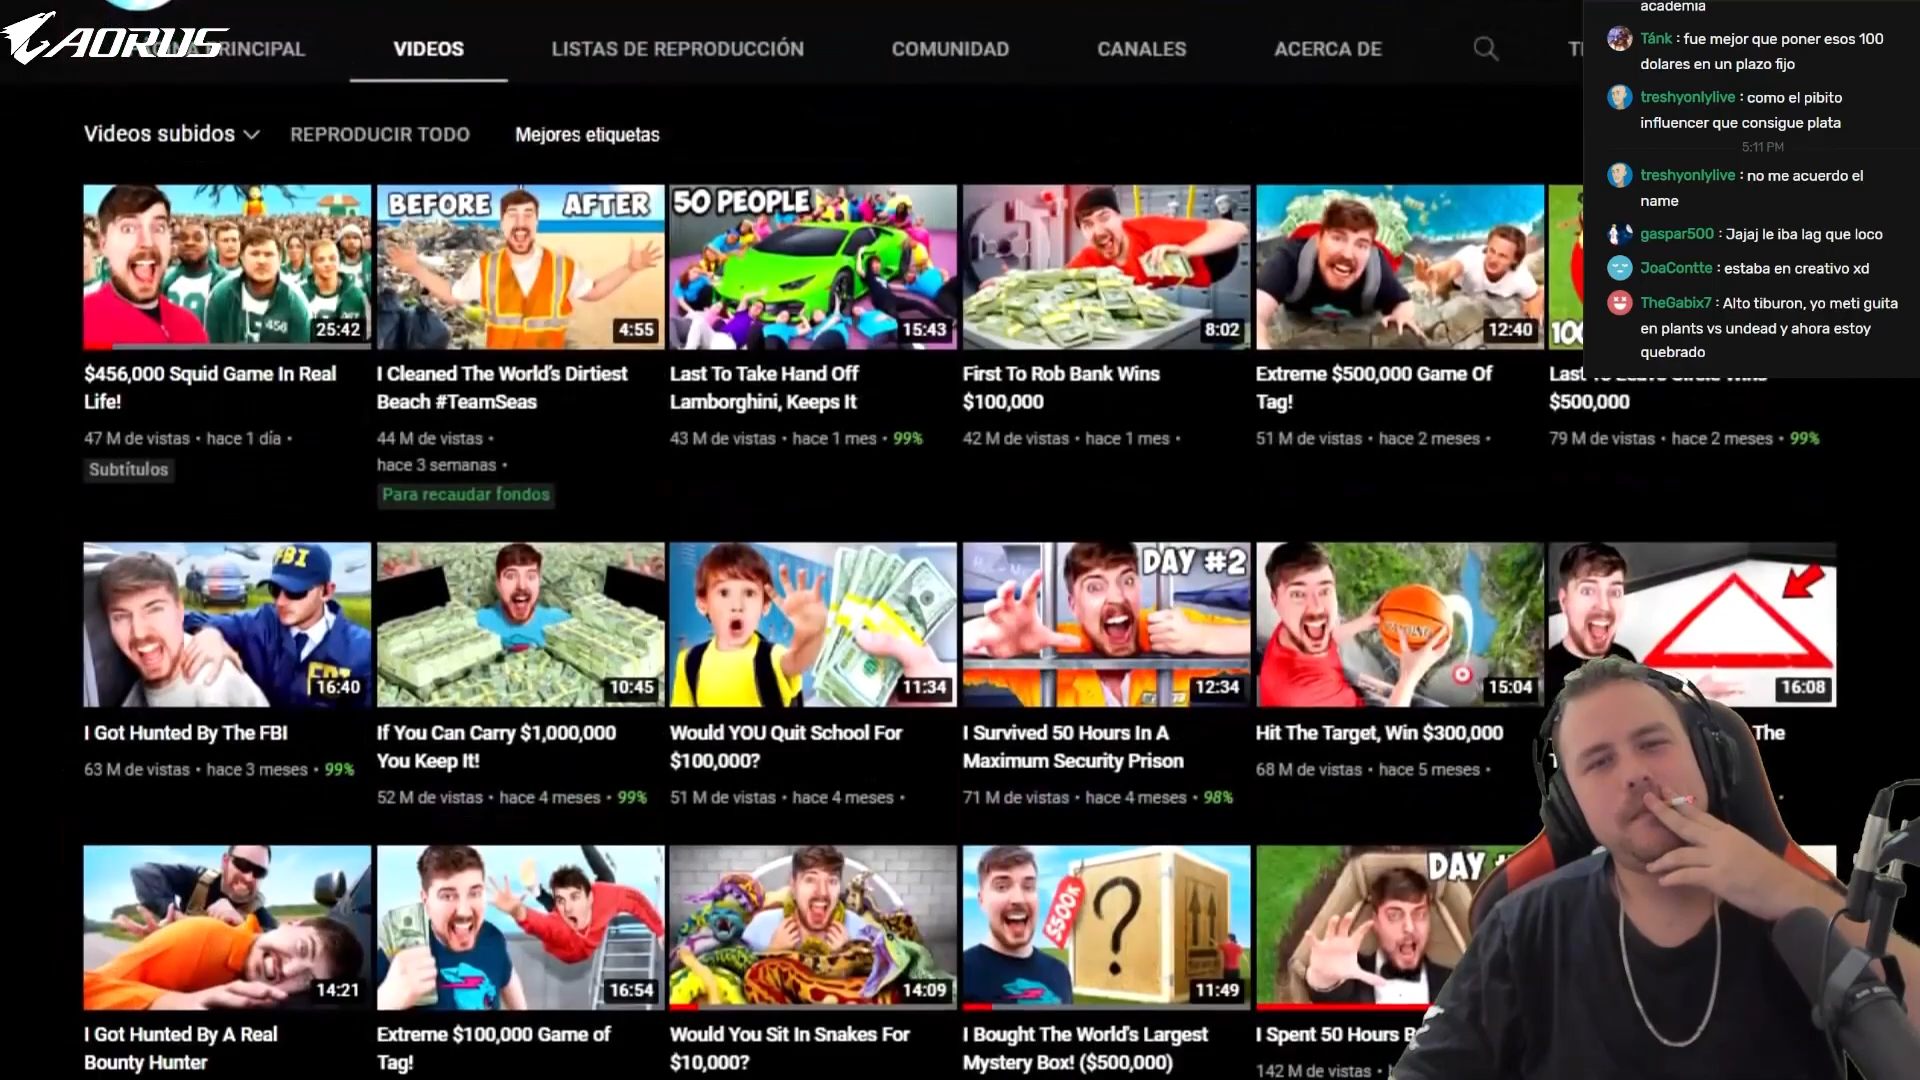 AORUS
PRINCIPAL
VIDEOS
LISTAS DE REPRODUCCIÓN
COMUNIDAD
CANALES
ACERCA DE
Videos subidos
REPRODUCIR TODO
Mejores etiquetas
academia
Tánk : fue mejor que poner esos 100
dolares en un plazo fijo
treshyonlylive : como el pibito
influencer que consigue plata
5:11 PM
treshyonlylive : no me acuerdo el
name
gaspar500 : Jajaj le iba lag que loco
JoaContte : estaba en creativo xd
TheGabix7 : Alto tiburon, yo meti guita
en plants vs undead y ahora estoy
quebrado
456
25:42
$456,000 Squid Game In Real
Life!
47 M de vistas • hace 1 día •
Subtítulos
BEFORE AFTER
4:55
I Cleaned The World's Dirtiest
Beach #TeamSeas
44 M de vistas •
hace 3 semanas •
Para recaudar fondos
50 PEOPLE
15:43
Last To Take Hand Off
Lamborghini, Keeps It
43 M de vistas • hace 1 mes • 99%
8:02
First To Rob Bank Wins
$100,000
42 M de vistas • hace 1 mes •
12:40
Extreme $500,000 Game Of
Tag!
51 M de vistas • hace 2 meses •
100
Last To Leave Circle Wins
$500,000
79 M de vistas • hace 2 meses • 99%
FBI
FBI
16:40
I Got Hunted By The FBI
63 M de vistas • hace 3 meses • 99%
10:45
If You Can Carry $1,000,000
You Keep It!
52 M de vistas • hace 4 meses • 99%
11:34
Would YOU Quit School For
$100,000?
51 M de vistas • hace 4 meses •
DAY #2
12:34
I Survived 50 Hours In A
Maximum Security Prison
71 M de vistas • hace 4 meses • 98%
15:04
Hit The Target, Win $300,000
68 M de vistas • hace 5 meses •
16:08
The
14:21
I Got Hunted By A Real
Bounty Hunter
16:54
Extreme $100,000 Game of
Tag!
14:09
Would You Sit In Snakes For
$10,000?
$500K
?
11:49
I Bought The World's Largest
Mystery Box! ($500,000)
DAY
I Spent 50 Hours B
142 M de vistas •